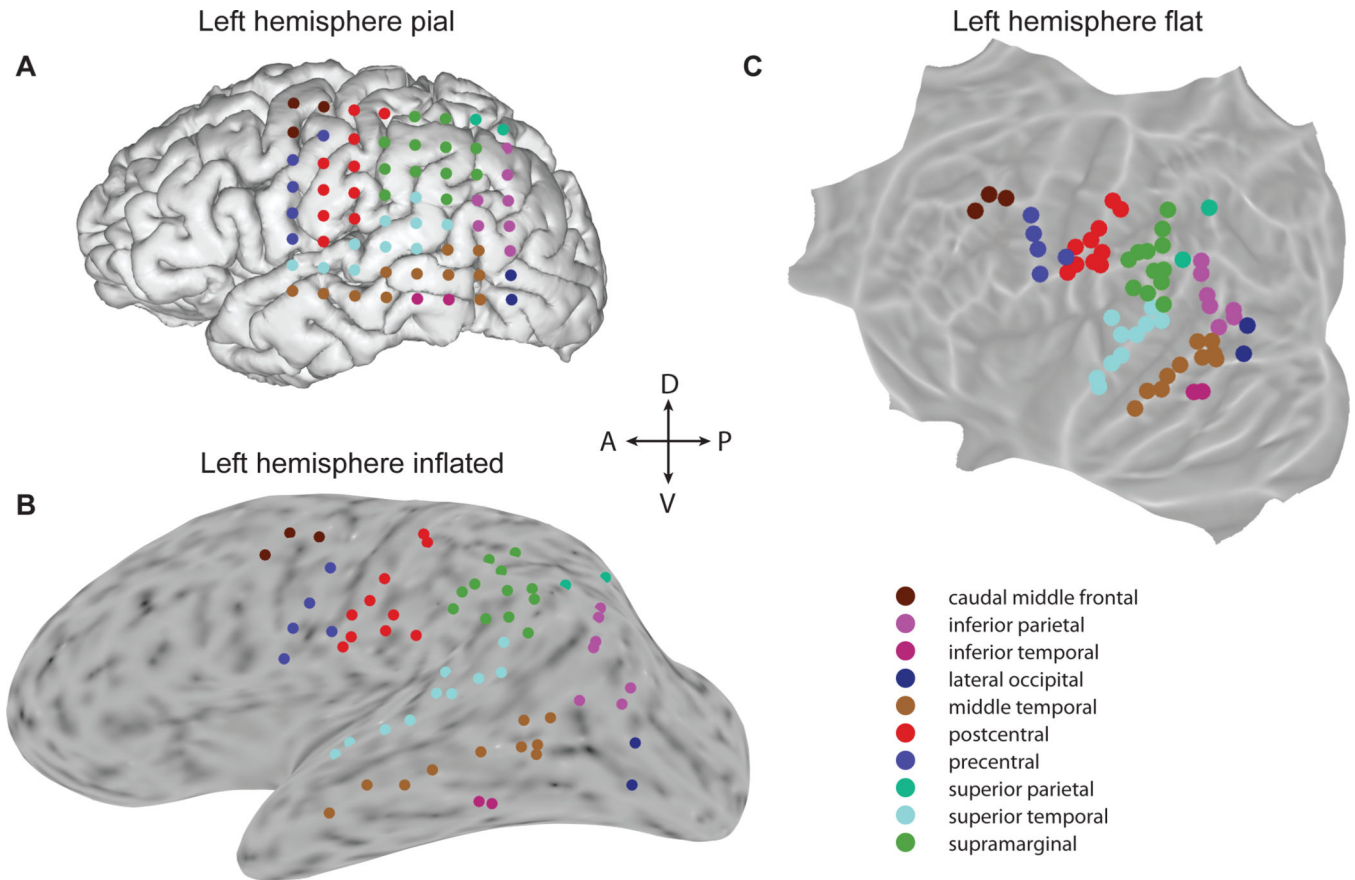 Left hemisphere pial
A
Left hemisphere flat
C
D
A
P
V
Left hemisphere inflated
B
caudal middle frontal
inferior parietal
inferior temporal
lateral occipital
middle temporal
postcentral
precentral
superior parietal
superior temporal
supramarginal